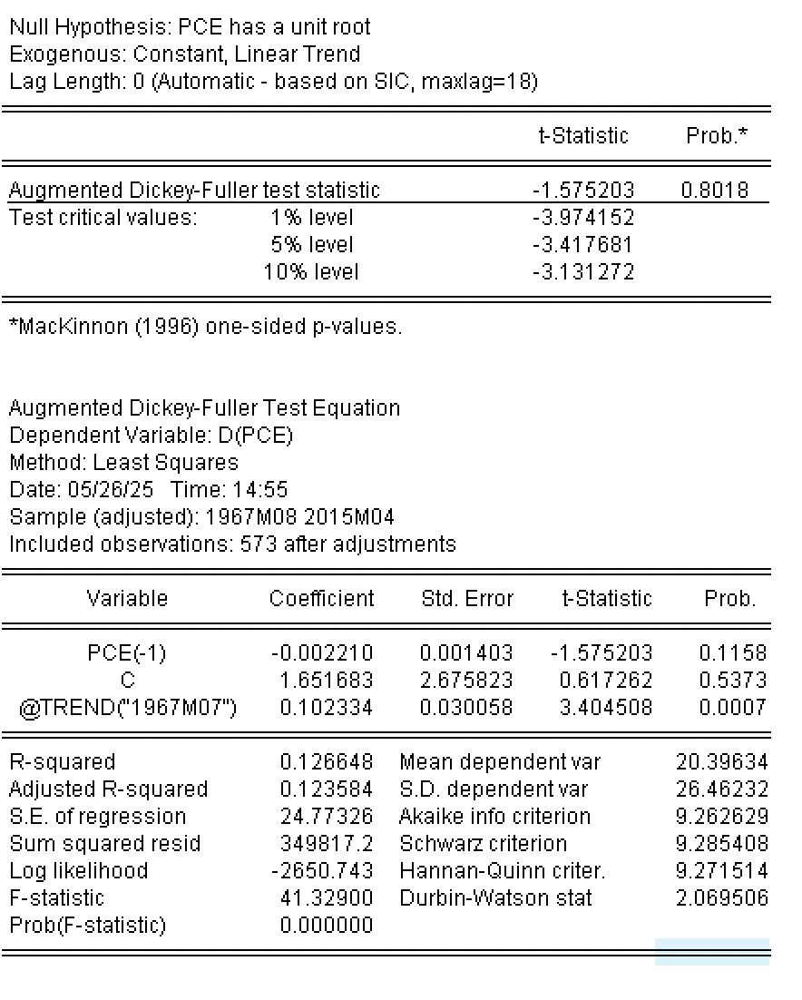 Null Hypothesis: PCE has a unit root
Exogenous: Constant, Linear Trend
Lag Length: 0 (Automatic - based on SIC, maxlag=18)
t-Statistic Prob.*
Augmented Dickey-Fuller test statistic -1.575203 0.8018
Test critical values: 1% level -3.974152
5% level -3.417681
10% level -3.131272
*MacKinnon (1996) one-sided p-values.
Augmented Dickey-Fuller Test Equation
Dependent Variable: D(PCE)
Method: Least Squares
Date: 05/26/25 Time: 14:55
Sample (adjusted): 1967M08 2015M04
Included observations: 573 after adjustments
Variable Coefficient Std. Error t-Statistic Prob.
PCE(-1) -0.002210 0.001403 -1.575203 0.1158
C 1.651683 2.675823 0.617262 0.5373
@TREND("1967M07") 0.102334 0.030058 3.404508 0.0007
R-squared 0.126648 Mean dependent var 20.39634
Adjusted R-squared 0.123584 S.D. dependent var 26.46232
S.E. of regression 24.77326 Akaike info criterion 9.262629
Sum squared resid 349817.2 Schwarz criterion 9.285408
Log likelihood -2650.743 Hannan-Quinn criter. 9.271514
F-statistic 41.32900 Durbin-Watson stat 2.069506
Prob(F-statistic) 0.000000